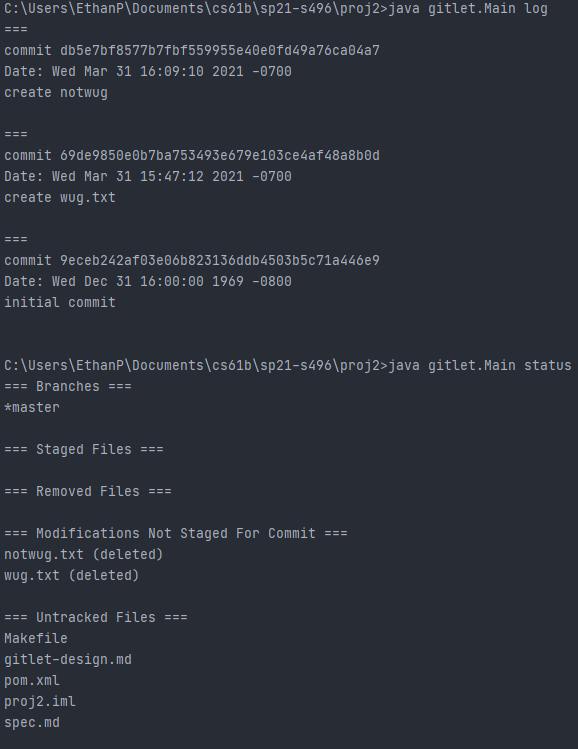 C:\Users\EthanP\Documents\cs61b\sp21-s496\proj2>java gitlet.Main log
===
commit db5e7bf8577b7fbf559955e40e0fd49a76ca04a7
Date: Wed Mar 31 16:09:10 2021 -0700
create notwug
===
commit 69de9850e0b7ba753493e679e103ce4af48a8b0d
Date: Wed Mar 31 15:47:12 2021 -0700
create wug.txt
===
commit 9eceb242af03e06b823136ddb4503b5c71a446e9
Date: Wed Dec 31 16:00:00 1969 -0800
initial commit
C:\Users\EthanP\Documents\cs61b\sp21-s496\proj2>java gitlet.Main status
=== Branches ===
*master
=== Staged Files ===
=== Removed Files ===
=== Modifications Not Staged For Commit ===
notwug.txt (deleted)
wug.txt (deleted)
=== Untracked Files ===
Makefile
gitlet-design.md
pom.xml
proj2.iml
spec.md